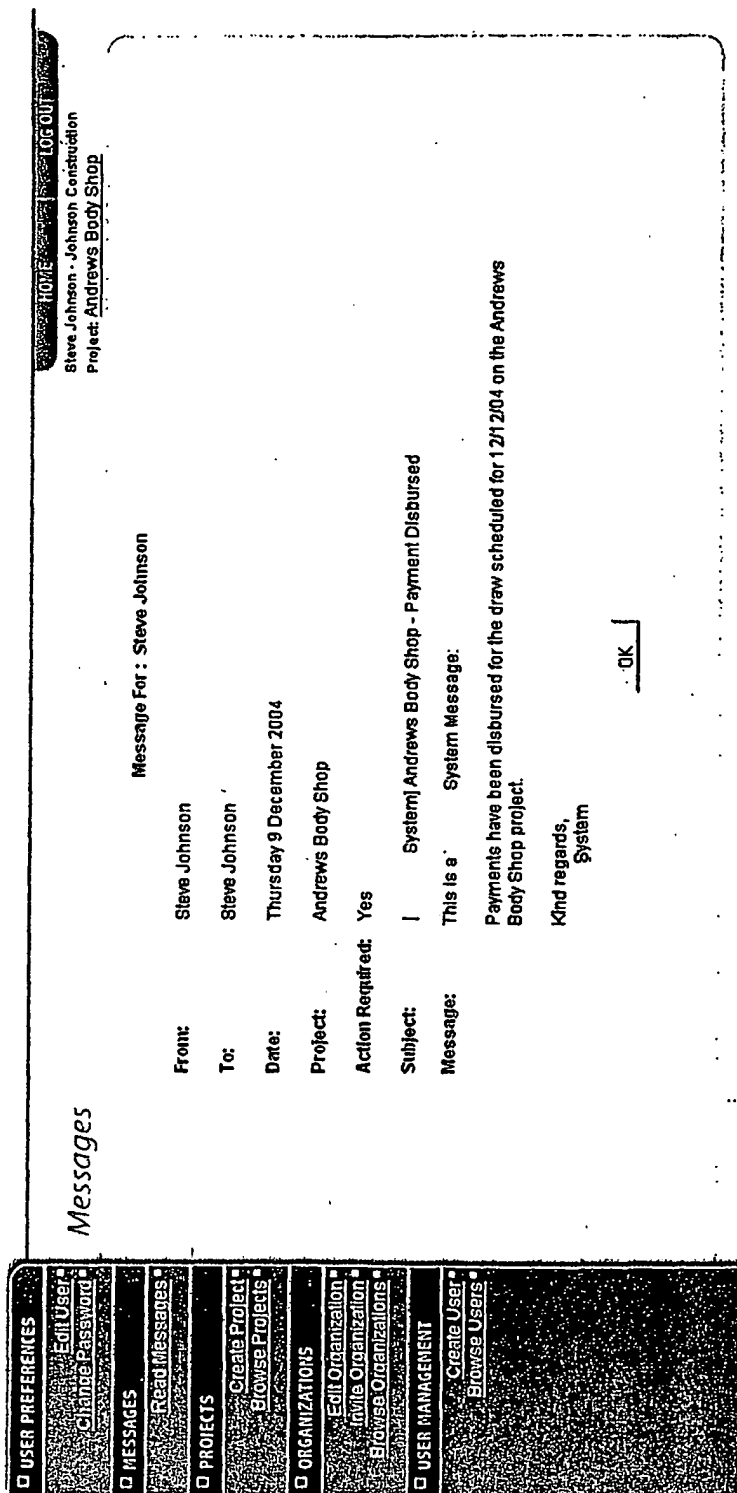 HOME LOG OUT
Steve Johnson - Johnson Construction
Project: Andrews Body Shop
USER PREFERENCES
Edit User
Change Password
MESSAGES
Read Messages
PROJECTS
Create Project
Browse Projects
ORGANIZATIONS
Edit Organization
Invite Organization
Browse Organizations
USER MANAGEMENT
Create User
Browse Users
Messages
Message For : Steve Johnson
From: Steve Johnson
To: Steve Johnson
Date: Thursday 9 December 2004
Project: Andrews Body Shop
Action Required: Yes
Subject: [ System] Andrews Body Shop - Payment Disbursed
Message: This is a System Message:
Payments have been disbursed for the draw scheduled for 12/12/04 on the Andrews
Body Shop project.
Kind regards,
System
OK